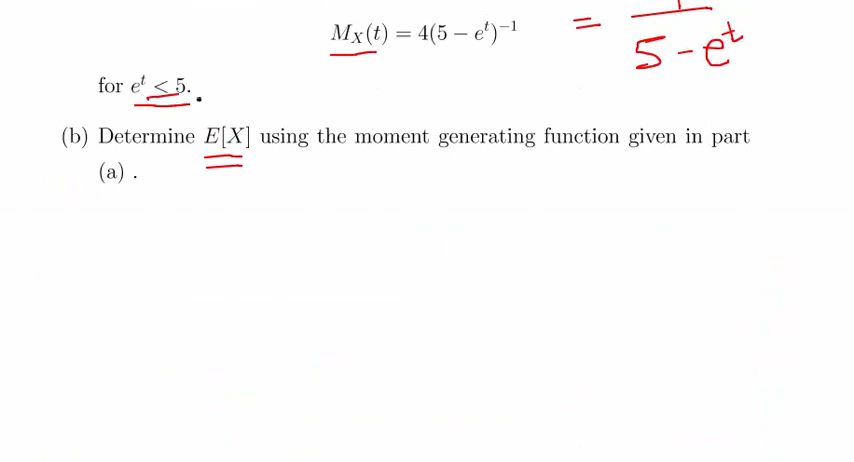 M_X(t) = 4(5 − e^t)^{−1} =
5 - e^t
for e^t < 5.
(b) Determine E[X] using the moment generating function given in part
(a) .